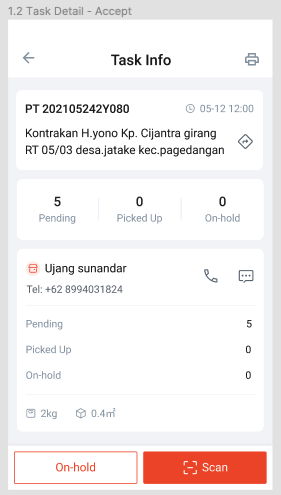 1.2 Task Detail - Accept
Task Info
PT 202105242Y080
05-12 12:00
Kontrakan H.yono Kp. Cijantra girang
RT 05/03 desa.jatake kec.pagedangan
5
0
0
Pending
Picked Up
On-hold
Ujang sunandar
Tel: +62 8994031824
Pending
5
Picked Up
0
On-hold
0
2kg
0.4㎡
On-hold
Scan